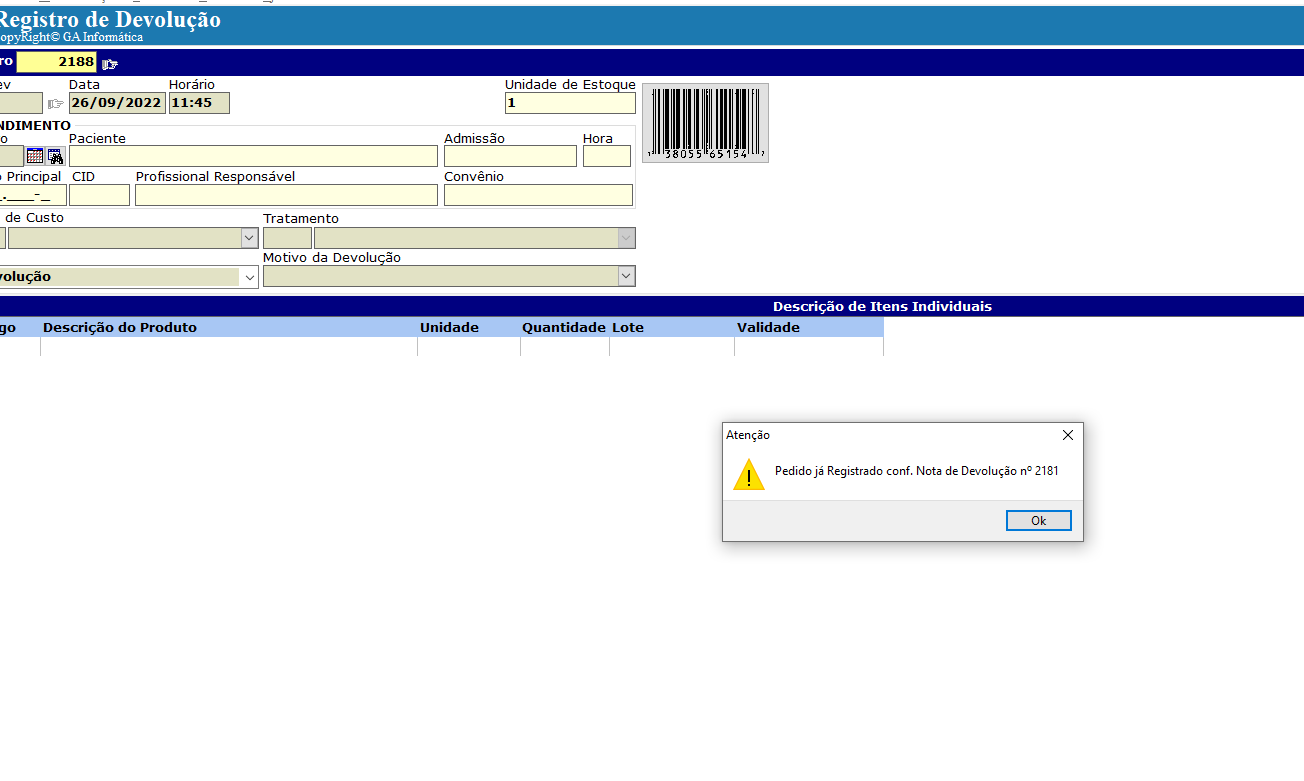 Registro de Devolução
opyRight© GA Informática
ro 2188
ev Data Horário Unidade de Estoque
26/09/2022 11:45 1
NDIMENTO
o Paciente Admissão Hora
o Principal CID Profissional Responsável Convênio
_.___-_
de Custo Tratamento
Motivo da Devolução
volução
Descrição de Itens Individuais
go Descrição do Produto Unidade Quantidade Lote Validade
38055 65154
Atenção
Pedido já Registrado conf. Nota de Devolução nº 2181
Ok